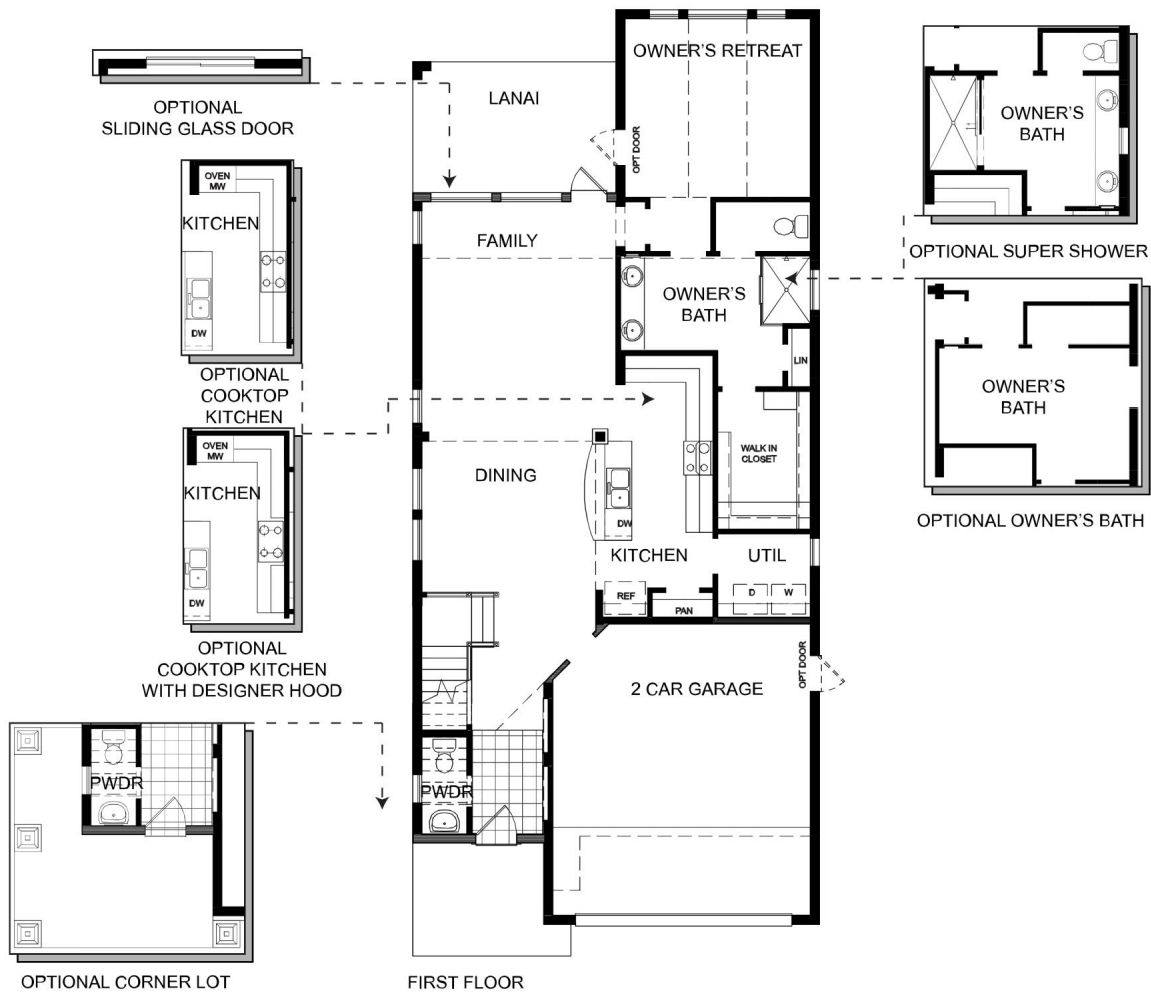 OPTIONAL
SLIDING GLASS DOOR
OVEN
MW
KITCHEN
DW
OPTIONAL
COOKTOP
KITCHEN
OVEN
MW
KITCHEN
DW
OPTIONAL
COOKTOP KITCHEN
WITH DESIGNER HOOD
PWDR
OPTIONAL CORNER LOT
OWNER'S RETREAT
LANAI
OPT DOOR
FAMILY
OWNER'S
BATH
LIN
WALK IN
CLOSET
DINING
DW
KITCHEN
UTIL
REF
PAN
D
W
OPT DOOR
2 CAR GARAGE
PWDR
FIRST FLOOR
OWNER'S
BATH
OPTIONAL SUPER SHOWER
OWNER'S
BATH
OPTIONAL OWNER'S BATH